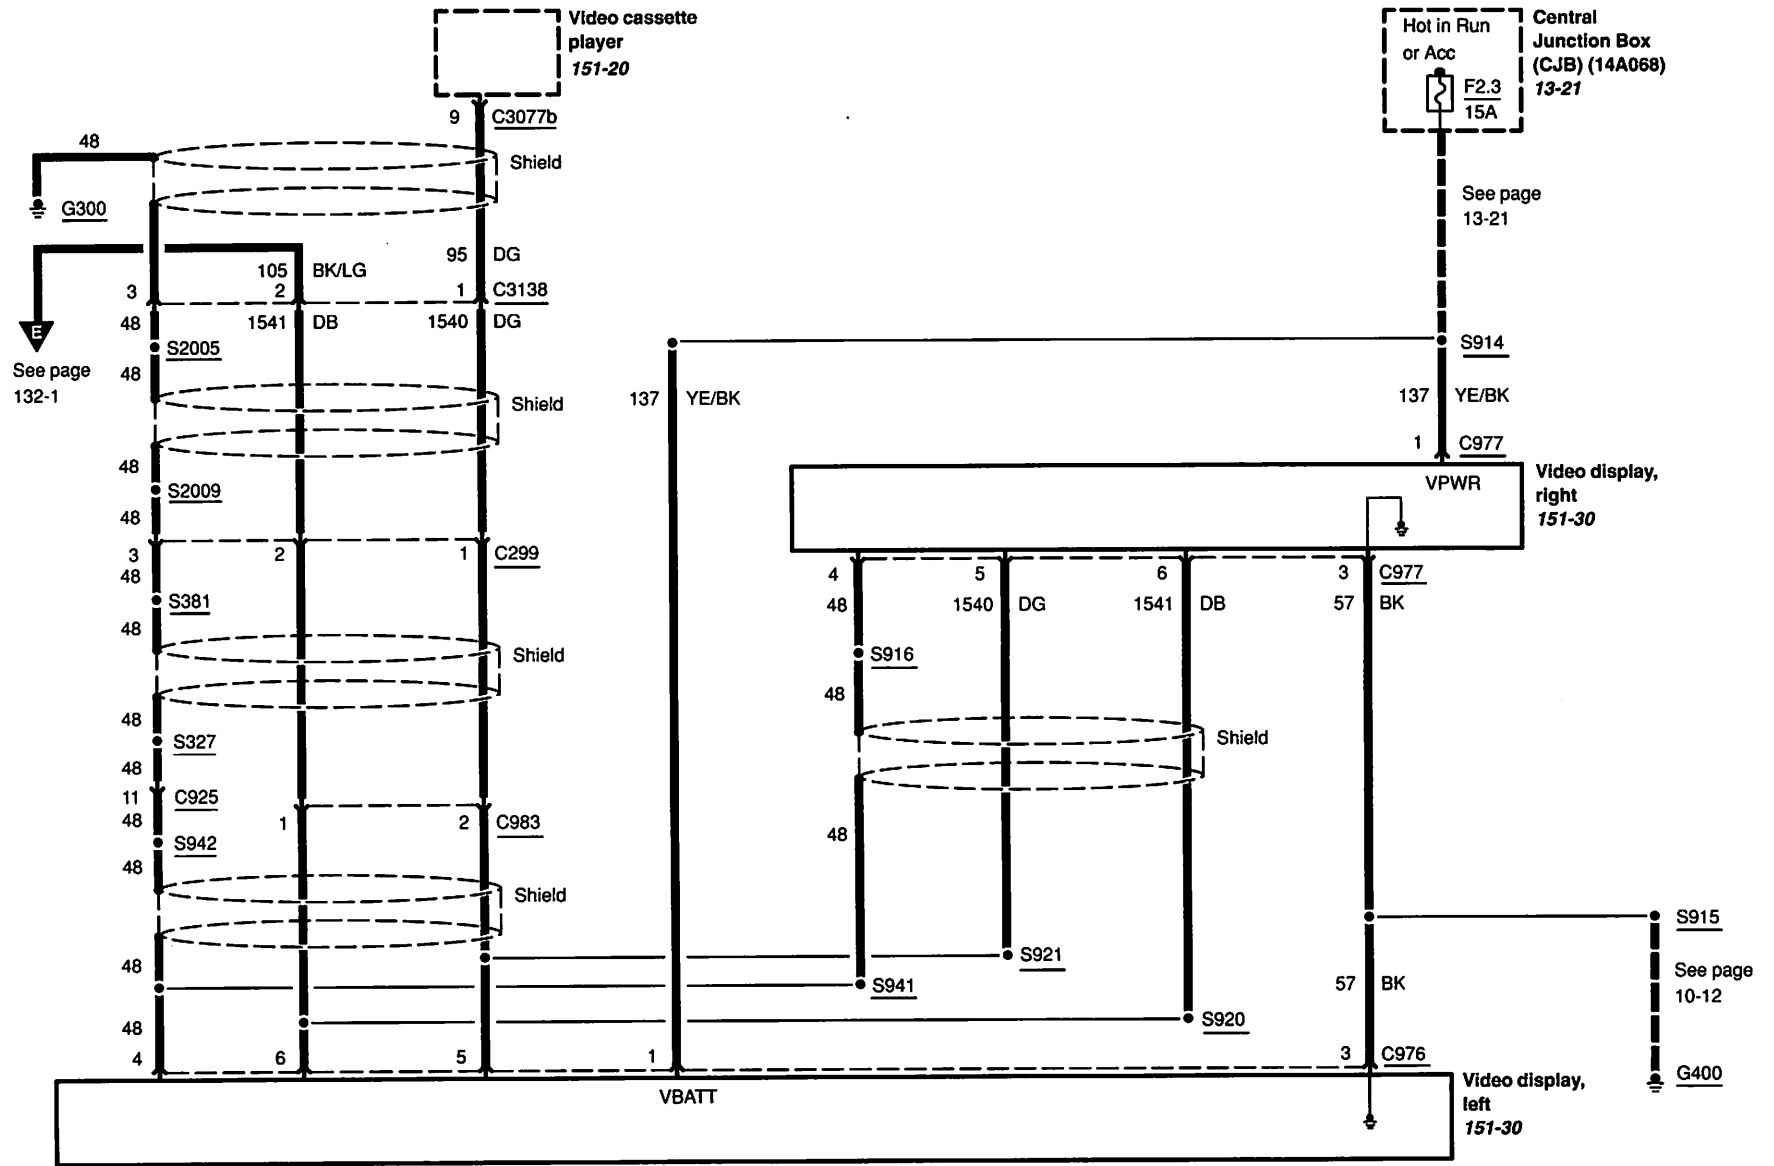 Video cassette
player
151-20
9 C3077b
Hot in Run
or Acc
F2.3
15A
Central
Junction Box
(CJB) (14A068)
13-21
48
Shield
G300
See page
13-21
95 DG
105 BK/LG
3 2 1 C3138
48 1541 DB 1540 DG
E
S2005
See page
132-1
48
Shield
S914
137 YE/BK
137 YE/BK
1 C977
48
S2009
48
VPWR
Video display,
right
151-30
3 2 1 C299
48
S381
48
Shield
4 5 6 3 C977
48 1540 DG 1541 DB 57 BK
S916
48
Shield
48
S327
48
11 C925
48
S942
48
1 2 C983
48
Shield
S915
See page
10-12
G400
48
S921
S941
S920
57 BK
48
4 6 5 1 3 C976
VBATT
Video display,
left
151-30